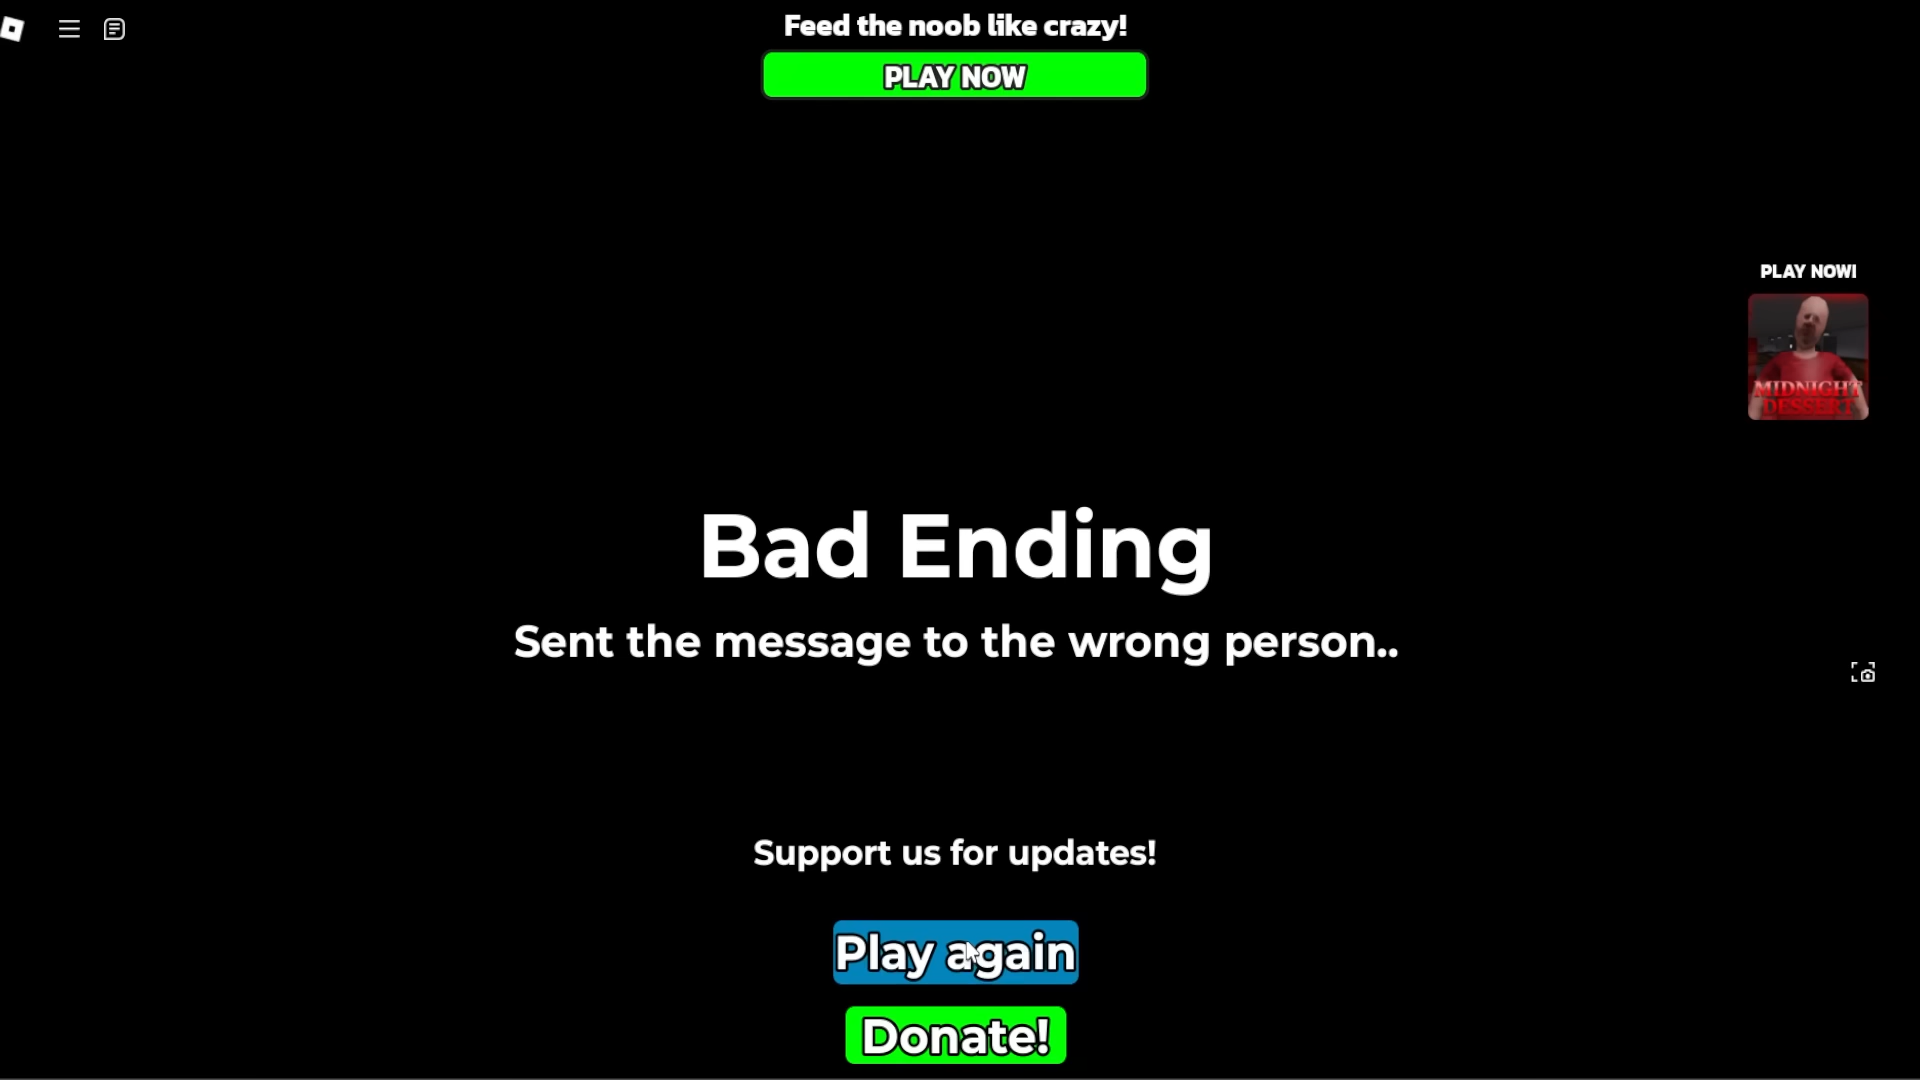 Feed the noob like crazy!
PLAY NOW
PLAY NOW!
MIDNIGHT
DESSERT
Bad Ending
Sent the message to the wrong person..
Support us for updates!
Play again
Donate!